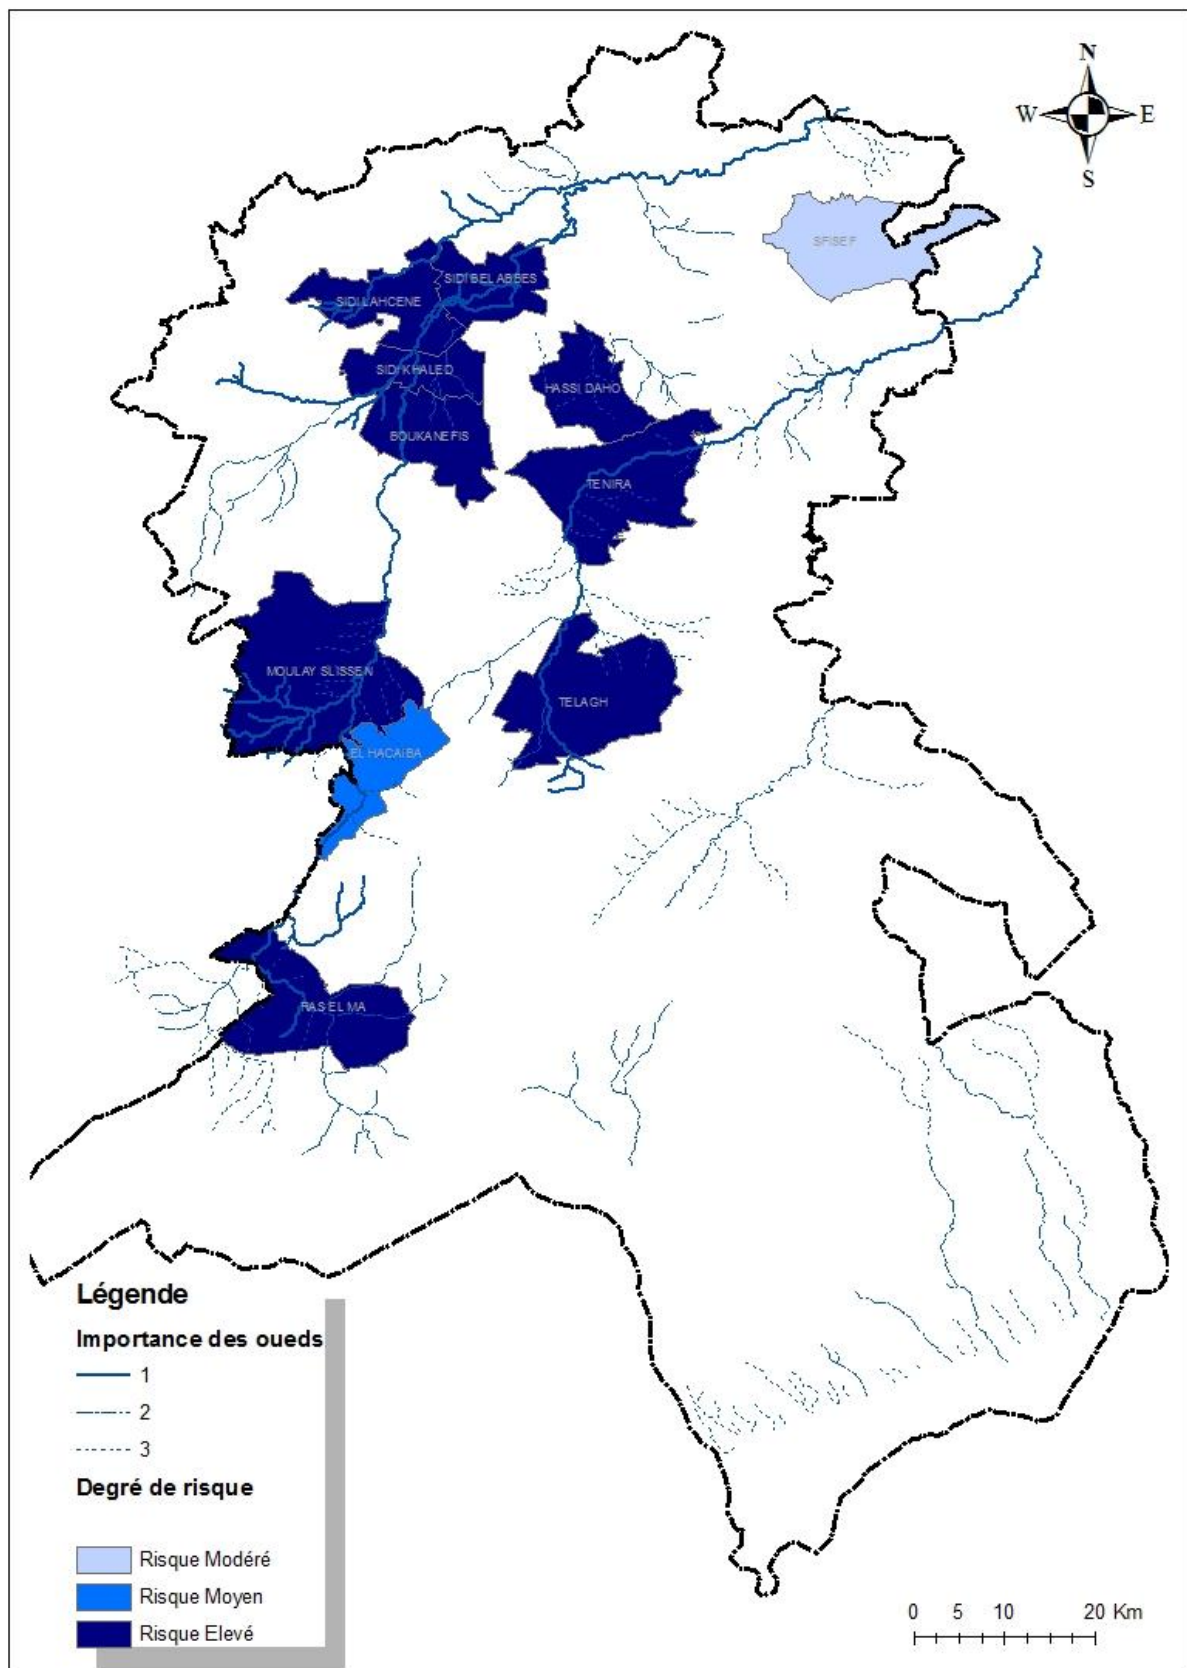 N
W E
S
SFISEF
SIDI BEL ABBES
SIDI LAHCENE
SIDI KHALED
HASSI DAHO
BOUKANEFIS
TENIRA
MOULAY SLISSEN
TELAGH
EL HACAIBA
RAS EL MA
Légende
Importance des oueds
1
2
3
Degré de risque
Risque Modéré
Risque Moyen
Risque Elevé
0 5 10 20 Km